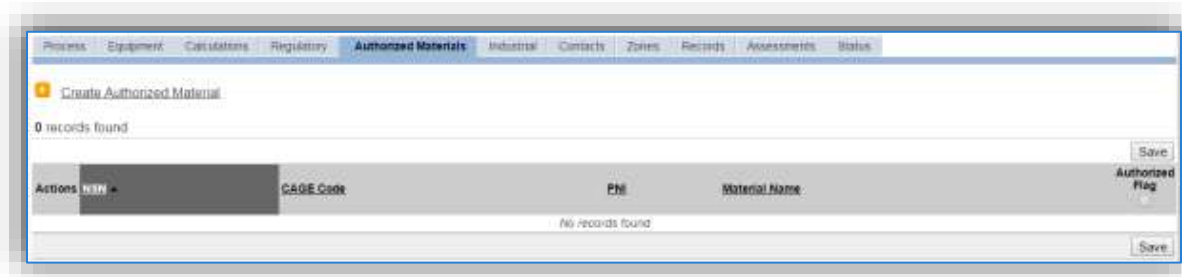 Process Equipment Calculations Regulatory Authorized Materials Industrial Contacts Zones Records Assessments Status
Create Authorized Material
0 records found
Save
Actions NSN CAGE Code PNI Material Name Authorized Flag
No records found
Save